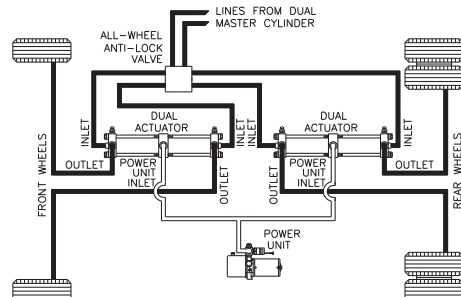 LINES FROM DUAL
MASTER CYLINDER
ALL-WHEEL
ANTI-LOCK
VALVE
DUAL
ACTUATOR
DUAL
ACTUATOR
INLET
INLET
INLET
INLET
OUTLET
POWER
UNIT
INLET
OUTLET
OUTLET
POWER
UNIT
INLET
OUTLET
FRONT WHEELS
REAR WHEELS
POWER
UNIT